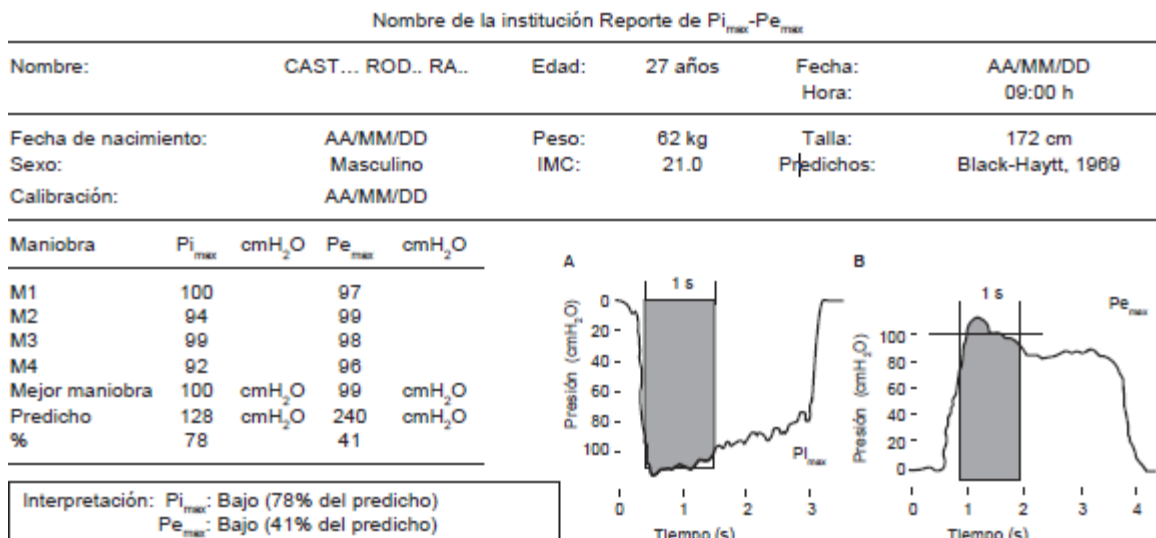 Nombre de la institución Reporte de Pimax-Pemax
Nombre: CAST... ROD.. RA.. Edad: 27 años Fecha: AA/MM/DD
Hora: 09:00 h
Fecha de nacimiento: AA/MM/DD Peso: 62 kg Talla: 172 cm
Sexo: Masculino IMC: 21.0 Predichos: Black-Haytt, 1969
Calibración: AA/MM/DD
Maniobra Pimax cmH2O Pemax cmH2O
M1 100 97
M2 94 99
M3 99 98
M4 92 96
Mejor maniobra 100 cmH2O 99 cmH2O
Predicho 128 cmH2O 240 cmH2O
% 78 41
Interpretación: Pimax: Bajo (78% del predicho)
Pemax: Bajo (41% del predicho)
A
1 s
Presión (cmH2O)
0
20
40
60
80
100
PImax
0 1 2 3
Tiempo (s)
B
1 s
Pemax
Presión (cmH2O)
100
80
60
40
20
0
0 1 2 3 4
Tiempo (s)